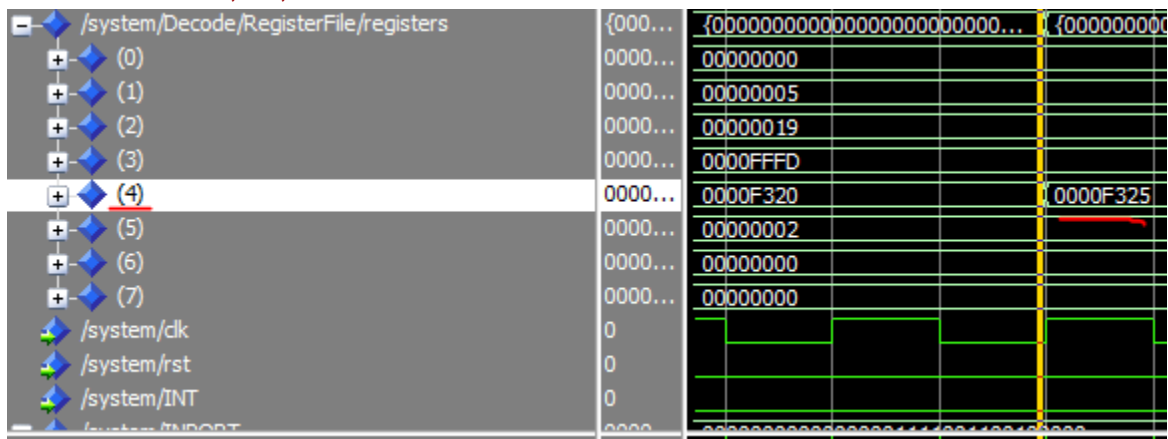 /system/Decode/RegisterFile/registers {000... {0000000000000000000000000... {000000000
(0) 0000... 00000000
(1) 0000... 00000005
(2) 0000... 00000019
(3) 0000... 0000FFFD
(4) 0000... 0000F320 0000F325
(5) 0000... 00000002
(6) 0000... 00000000
(7) 0000... 00000000
/system/clk 0
/system/rst 0
/system/INT 0